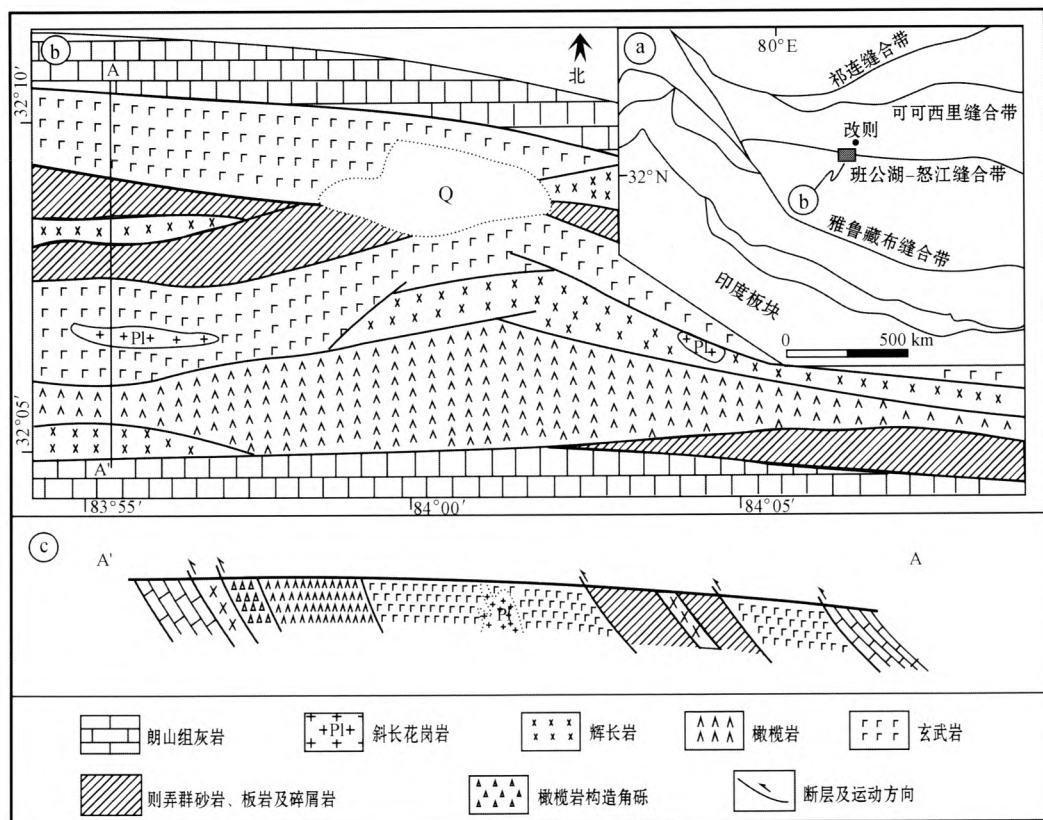 b
A
北
32°10′
Q
Pl
Pl
32°05′
A'
83°55′
84°00′
84°05′
a
80°E
祁连缝合带
可可西里缝合带
改则
32°N
班公湖-怒江缝合带
b
雅鲁藏布缝合带
印度板块
0 500 km
c
A'
A
Pl
朗山组灰岩
Pl
斜长花岗岩
辉长岩
橄榄岩
玄武岩
则弄群砂岩、板岩及碎屑岩
橄榄岩构造角砾
断层及运动方向